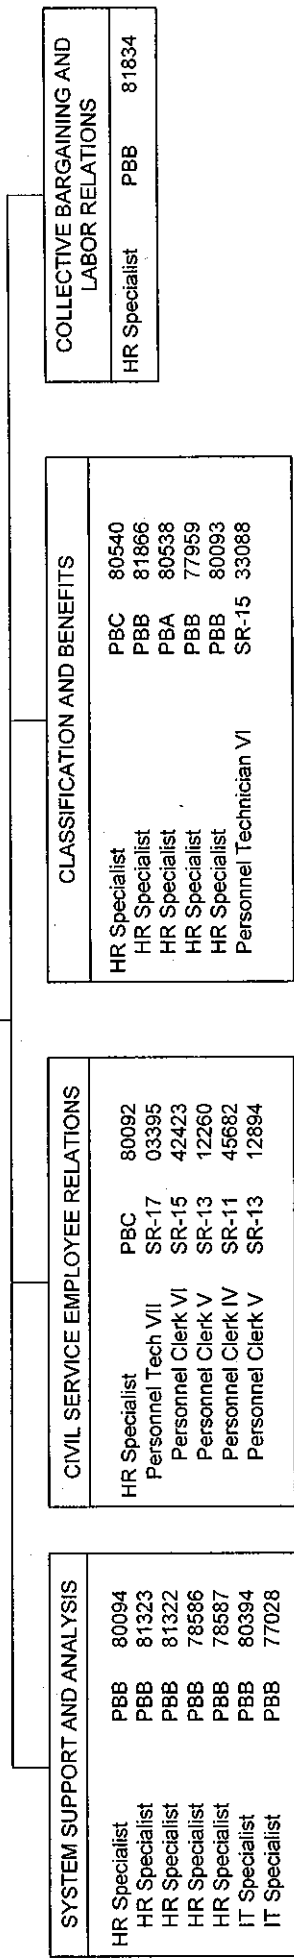 SYSTEM SUPPORT AND ANALYSIS
HR Specialist PBB 80094
HR Specialist PBB 81323
HR Specialist PBB 81322
HR Specialist PBB 78586
HR Specialist PBB 78587
IT Specialist PBB 80394
IT Specialist PBB 77028
CIVIL SERVICE EMPLOYEE RELATIONS
HR Specialist PBC 80092
Personnel Tech VII SR-17 03395
Personnel Clerk VI SR-15 42423
Personnel Clerk V SR-13 12260
Personnel Clerk IV SR-11 45682
Personnel Clerk V SR-13 12894
CLASSIFICATION AND BENEFITS
HR Specialist PBC 80540
HR Specialist PBB 81866
HR Specialist PBA 80538
HR Specialist PBB 77959
HR Specialist PBB 80093
Personnel Technician VI SR-15 33088
COLLECTIVE BARGAINING AND
LABOR RELATIONS
HR Specialist PBB 81834